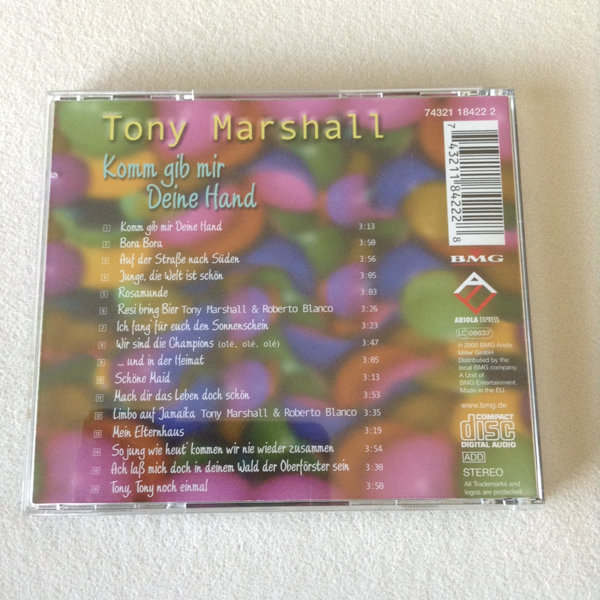 74321 18422 2
Tony Marshall
Komm gib mir
Deine Hand
7 43211 84222 8
1 Komm gib mir Deine Hand 3:13
2 Bora Bora 3:50
3 Auf der Straße nach Süden 3:56
4 Junge, die Welt ist schön 3:05
5 Rosamunde 3:03
6 Resi bring Bier Tony Marshall & Roberto Blanco 3:26
7 Ich fang' für euch den Sonnenschein 3:23
8 Wir sind die Champions (olé, olé, olé) 3:47
9 ... und in der Heimat 3:05
10 Schöne Maid 3:13
11 Mach dir das Leben doch schön 3:53
12 Limbo auf Jamaika Tony Marshall & Roberto Blanco 3:35
13 Mein Elternhaus 3:19
14 So jung wie heut' kommen wir nie wieder zusammen 3:54
15 Ach laß mich doch in deinem Wald der Oberförster sein 3:30
16 Tony, Tony noch einmal 3:50
BMG
ARIOLA EXPRESS
LC 08637
℗ 2000 BMG Ariola
Miller GmbH
Distributed by the
local BMG company.
A Unit of
BMG Entertainment.
Made in the EU.
www.bmg.de
COMPACT
disc
DIGITAL AUDIO
ADD
STEREO
All Trademarks and
logos are protected.